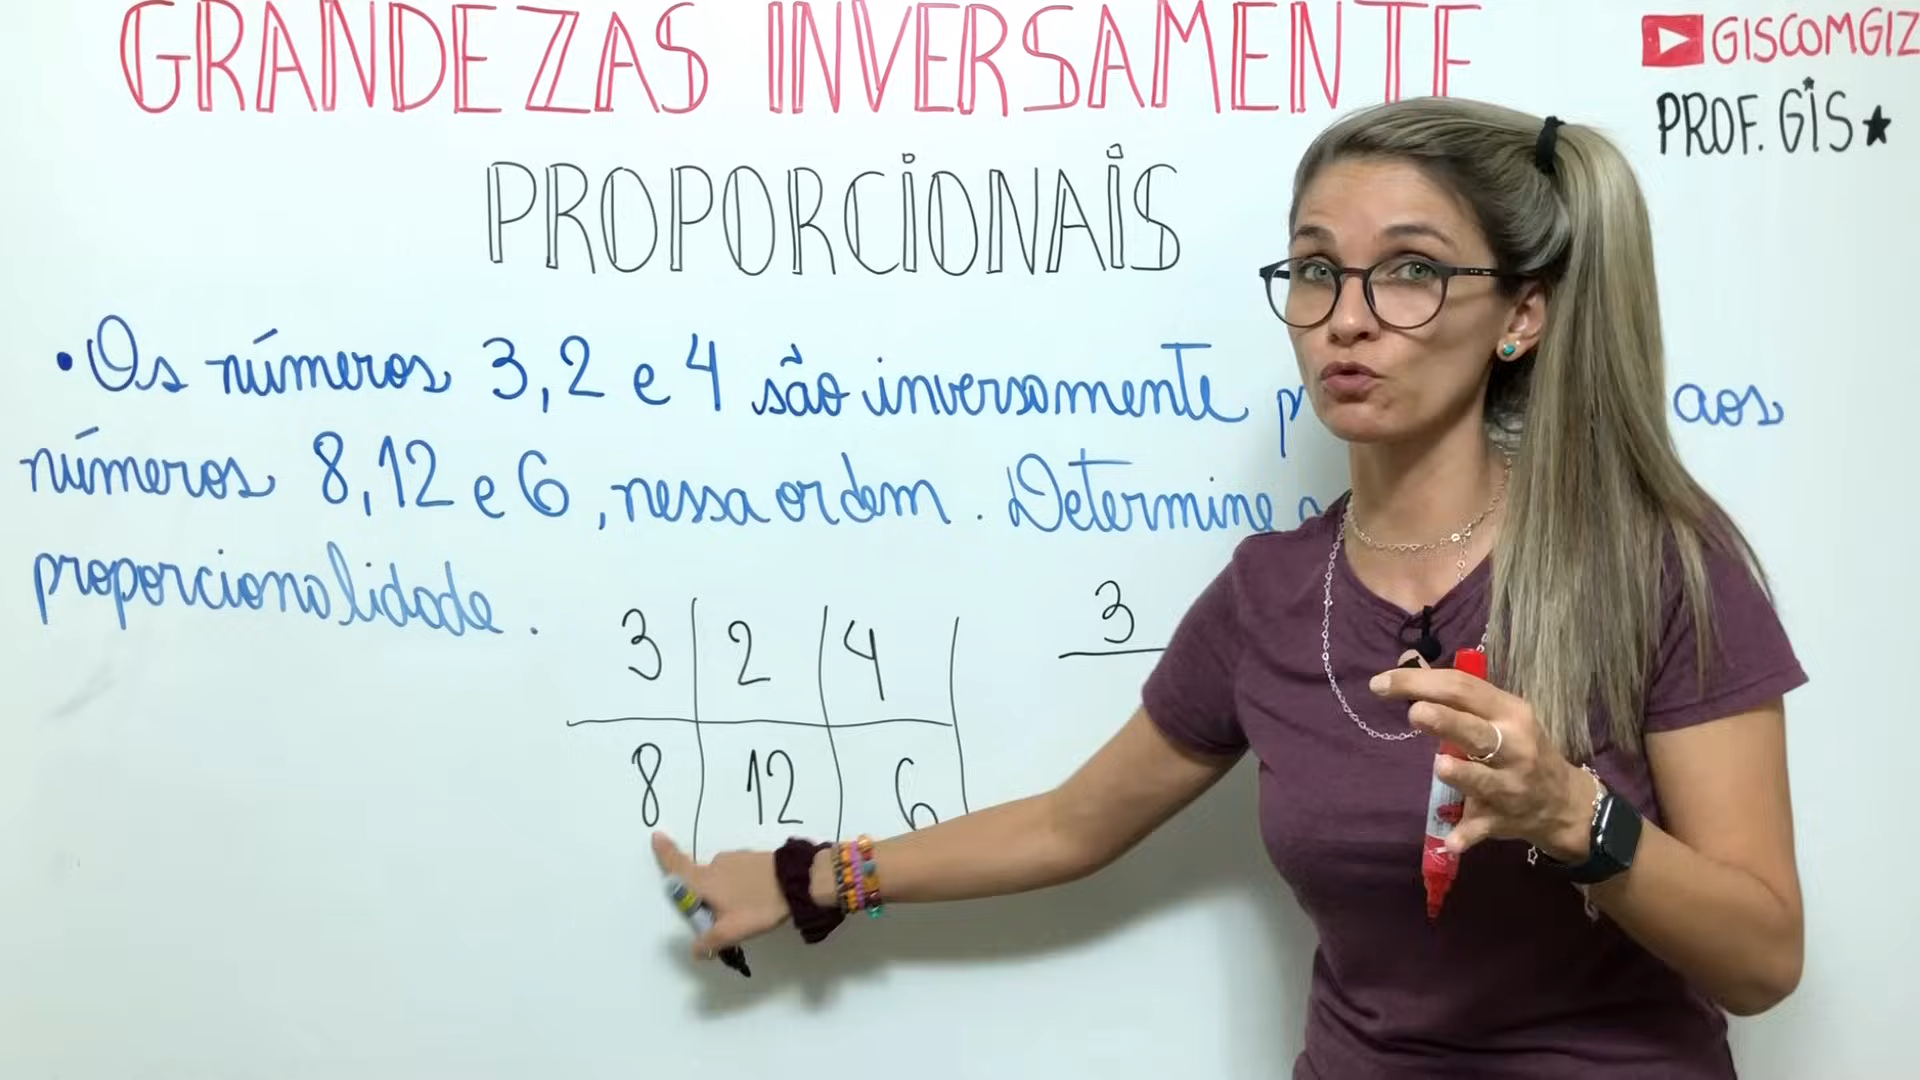 GRANDEZAS INVERSAMENTE
PROPORCIONAIS
GISCOMGIZ
PROF. GIS
• Os números 3, 2 e 4 são inversamente aos
números 8, 12 e 6, nessa ordem. Determine
proporcionalidade.
3 2 4
8 12 6
3